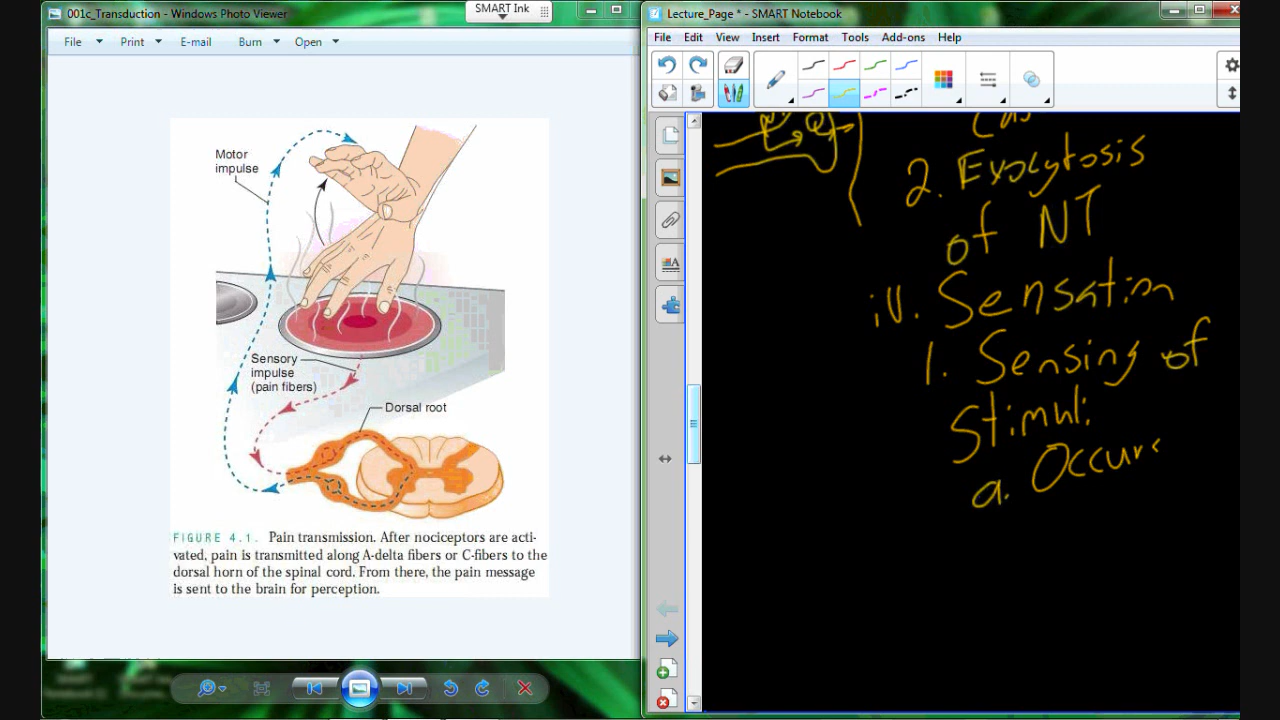 001c_Transduction - Windows Photo Viewer
SMART Ink
File Print E-mail Burn Open
Motor
impulse
Sensory
impulse
(pain fibers)
Dorsal root
FIGURE 4.1. Pain transmission. After nociceptors are acti-
vated, pain is transmitted along A-delta fibers or C-fibers to the
dorsal horn of the spinal cord. From there, the pain message
is sent to the brain for perception.
Lecture_Page * - SMART Notebook
File Edit View Insert Format Tools Add-ons Help
2. Exocytosis
of NT
iv. Sensation
1. Sensing of
Stimuli
a. Occurs